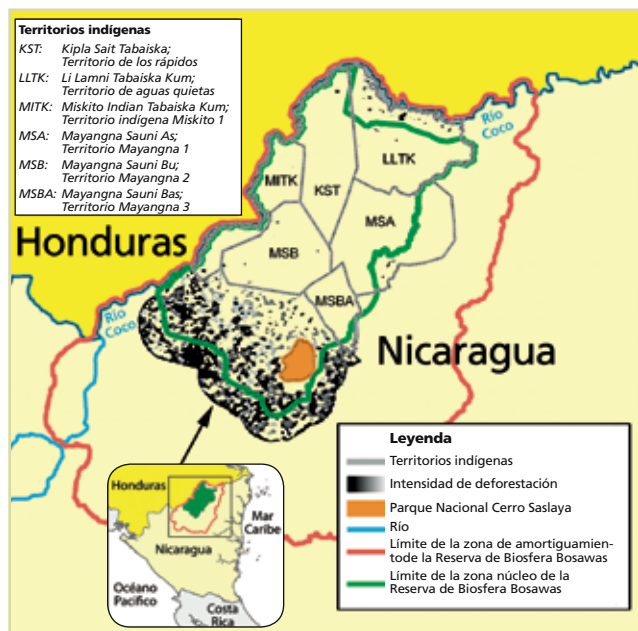 Territorios indígenas
KST: Kipla Sait Tabaiska;
Territorio de los rápidos
LLTK: Li Lamni Tabaiska Kum;
Territorio de aguas quietas
MITK: Miskito Indian Tabaiska Kum;
Territorio indígena Miskito 1
MSA: Mayangna Sauni As;
Territorio Mayangna 1
MSB: Mayangna Sauni Bu;
Territorio Mayangna 2
MSBA: Mayangna Sauni Bas;
Territorio Mayangna 3
Río
Coco
LLTK
MITK
KST
MSA
Honduras
MSB
MSBA
Río
Coco
Nicaragua
Leyenda
Territorios indígenas
Intensidad de deforestación
Parque Nacional Cerro Saslaya
Río
Límite de la zona de amortiguamien-
tode la Reserva de Biosfera Bosawas
Límite de la zona núcleo de la
Reserva de Biosfera Bosawas
Honduras
Mar
Caribe
Nicaragua
Océano
Pacífico
Costa
Rica